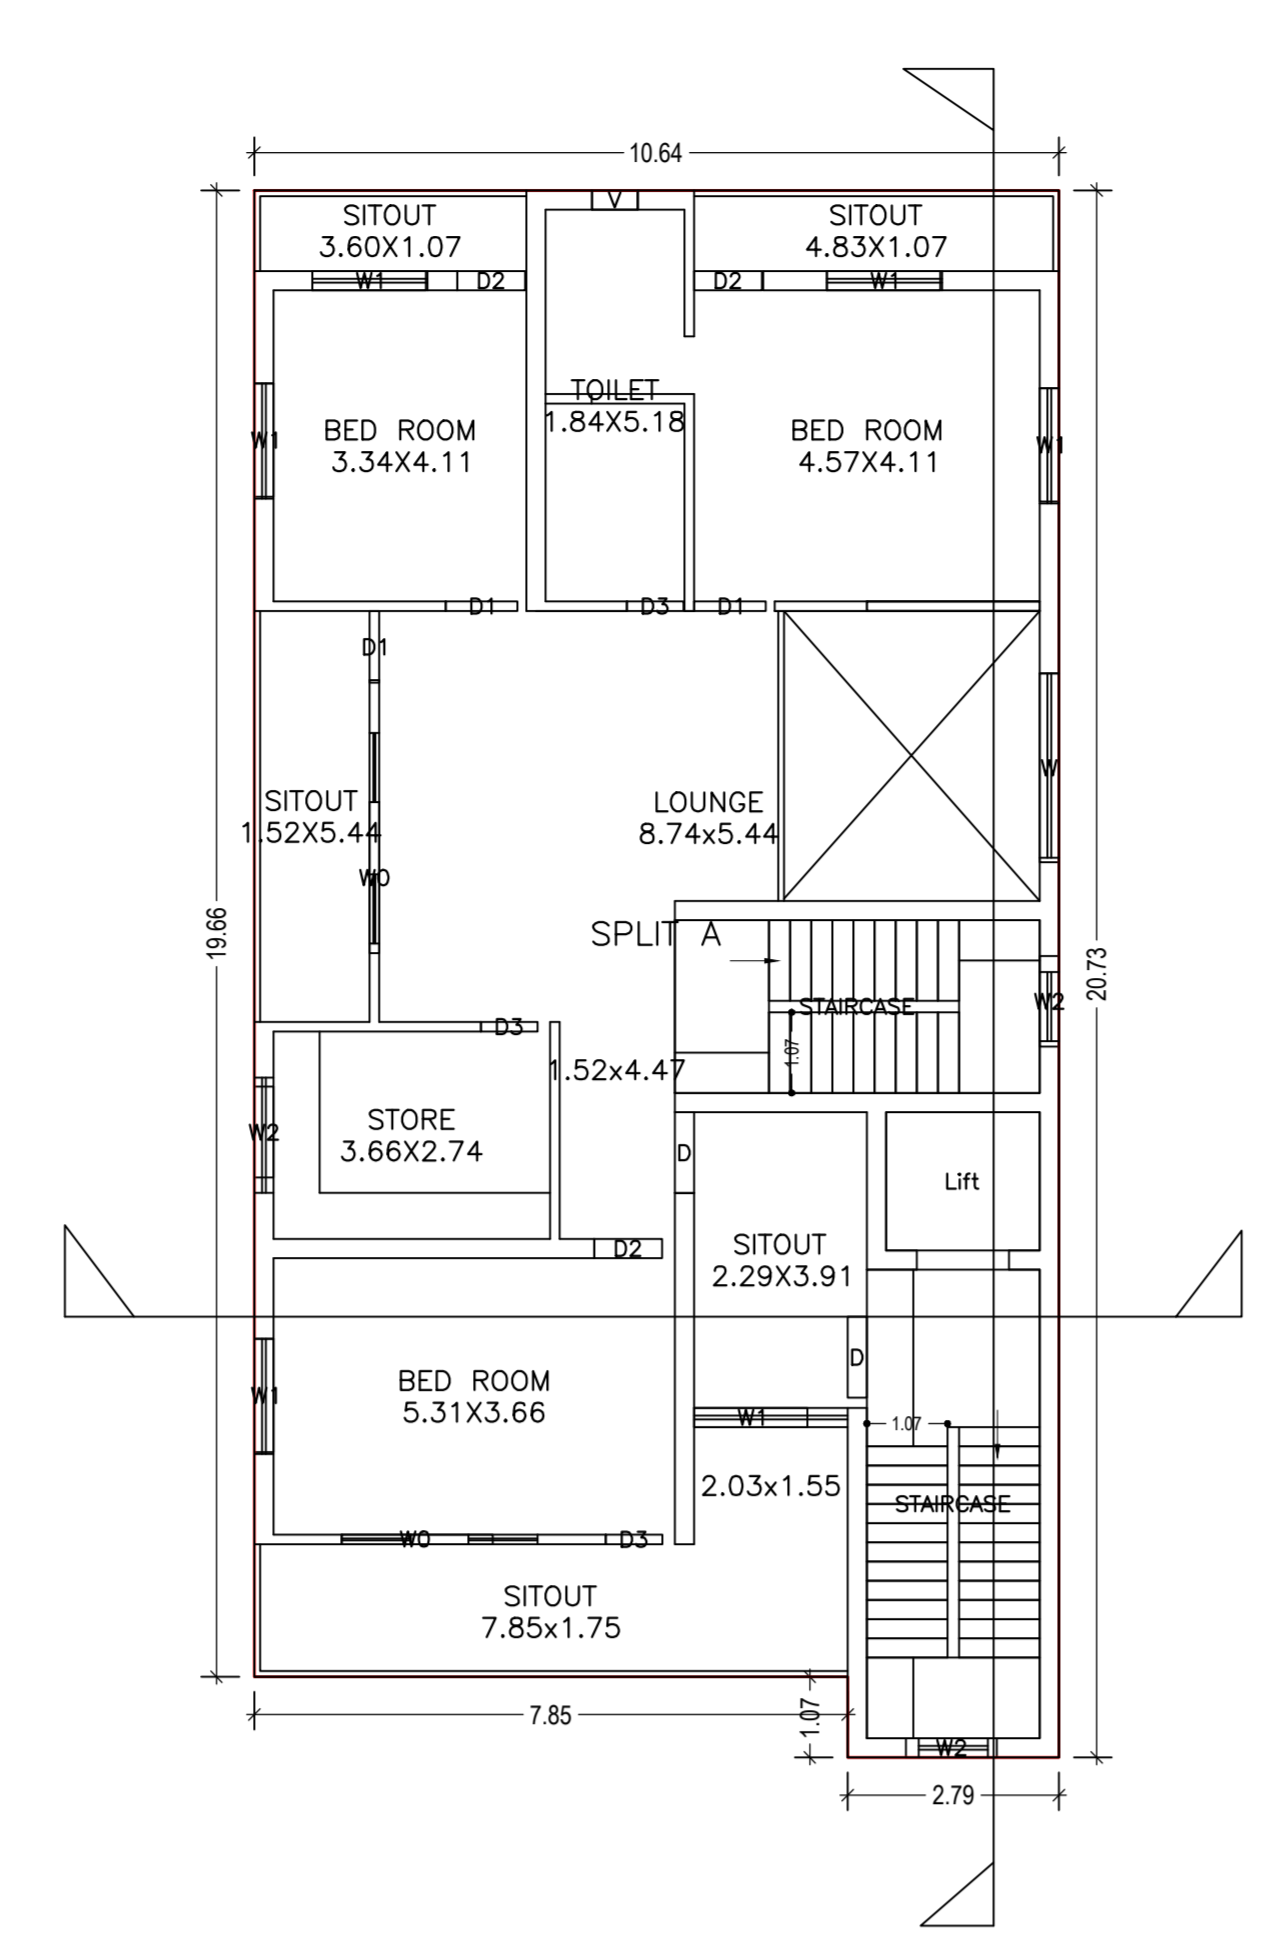 10.64
SITOUT
3.60X1.07
V
SITOUT
4.83X1.07
W1
D2
D2
W1
TOILET
1.84X5.18
W1
BED ROOM
3.34X4.11
BED ROOM
4.57X4.11
W1
D1
D3
D1
D1
SITOUT
1.52X5.44
LOUNGE
8.74x5.44
W
W0
19.66
SPLIT A
20.73
STAIRCASE
W2
D3
1.07
1.52x4.47
STORE
3.66X2.74
W2
D
Lift
D2
SITOUT
2.29X3.91
D
BED ROOM
5.31X3.66
W1
W1
1.07
2.03x1.55
STAIRCASE
W0
D3
SITOUT
7.85x1.75
7.85
1.07
W2
2.79